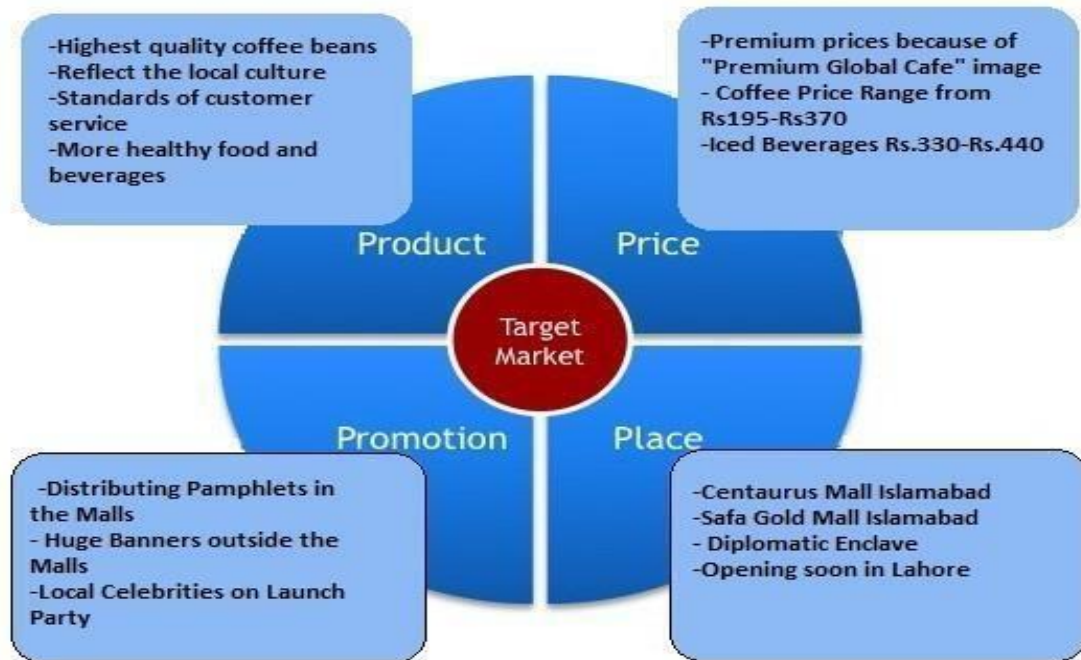 -Highest quality coffee beans
-Reflect the local culture
-Standards of customer
service
-More healthy food and
beverages
-Premium prices because of
"Premium Global Cafe" image
- Coffee Price Range from
Rs195-Rs370
-Iced Beverages Rs.330-Rs.440
Product
Price
Target
Market
Promotion
Place
-Distributing Pamphlets in
the Malls
- Huge Banners outside the
Malls
-Local Celebrities on Launch
Party
-Centaurus Mall Islamabad
-Safa Gold Mall Islamabad
- Diplomatic Enclave
-Opening soon in Lahore